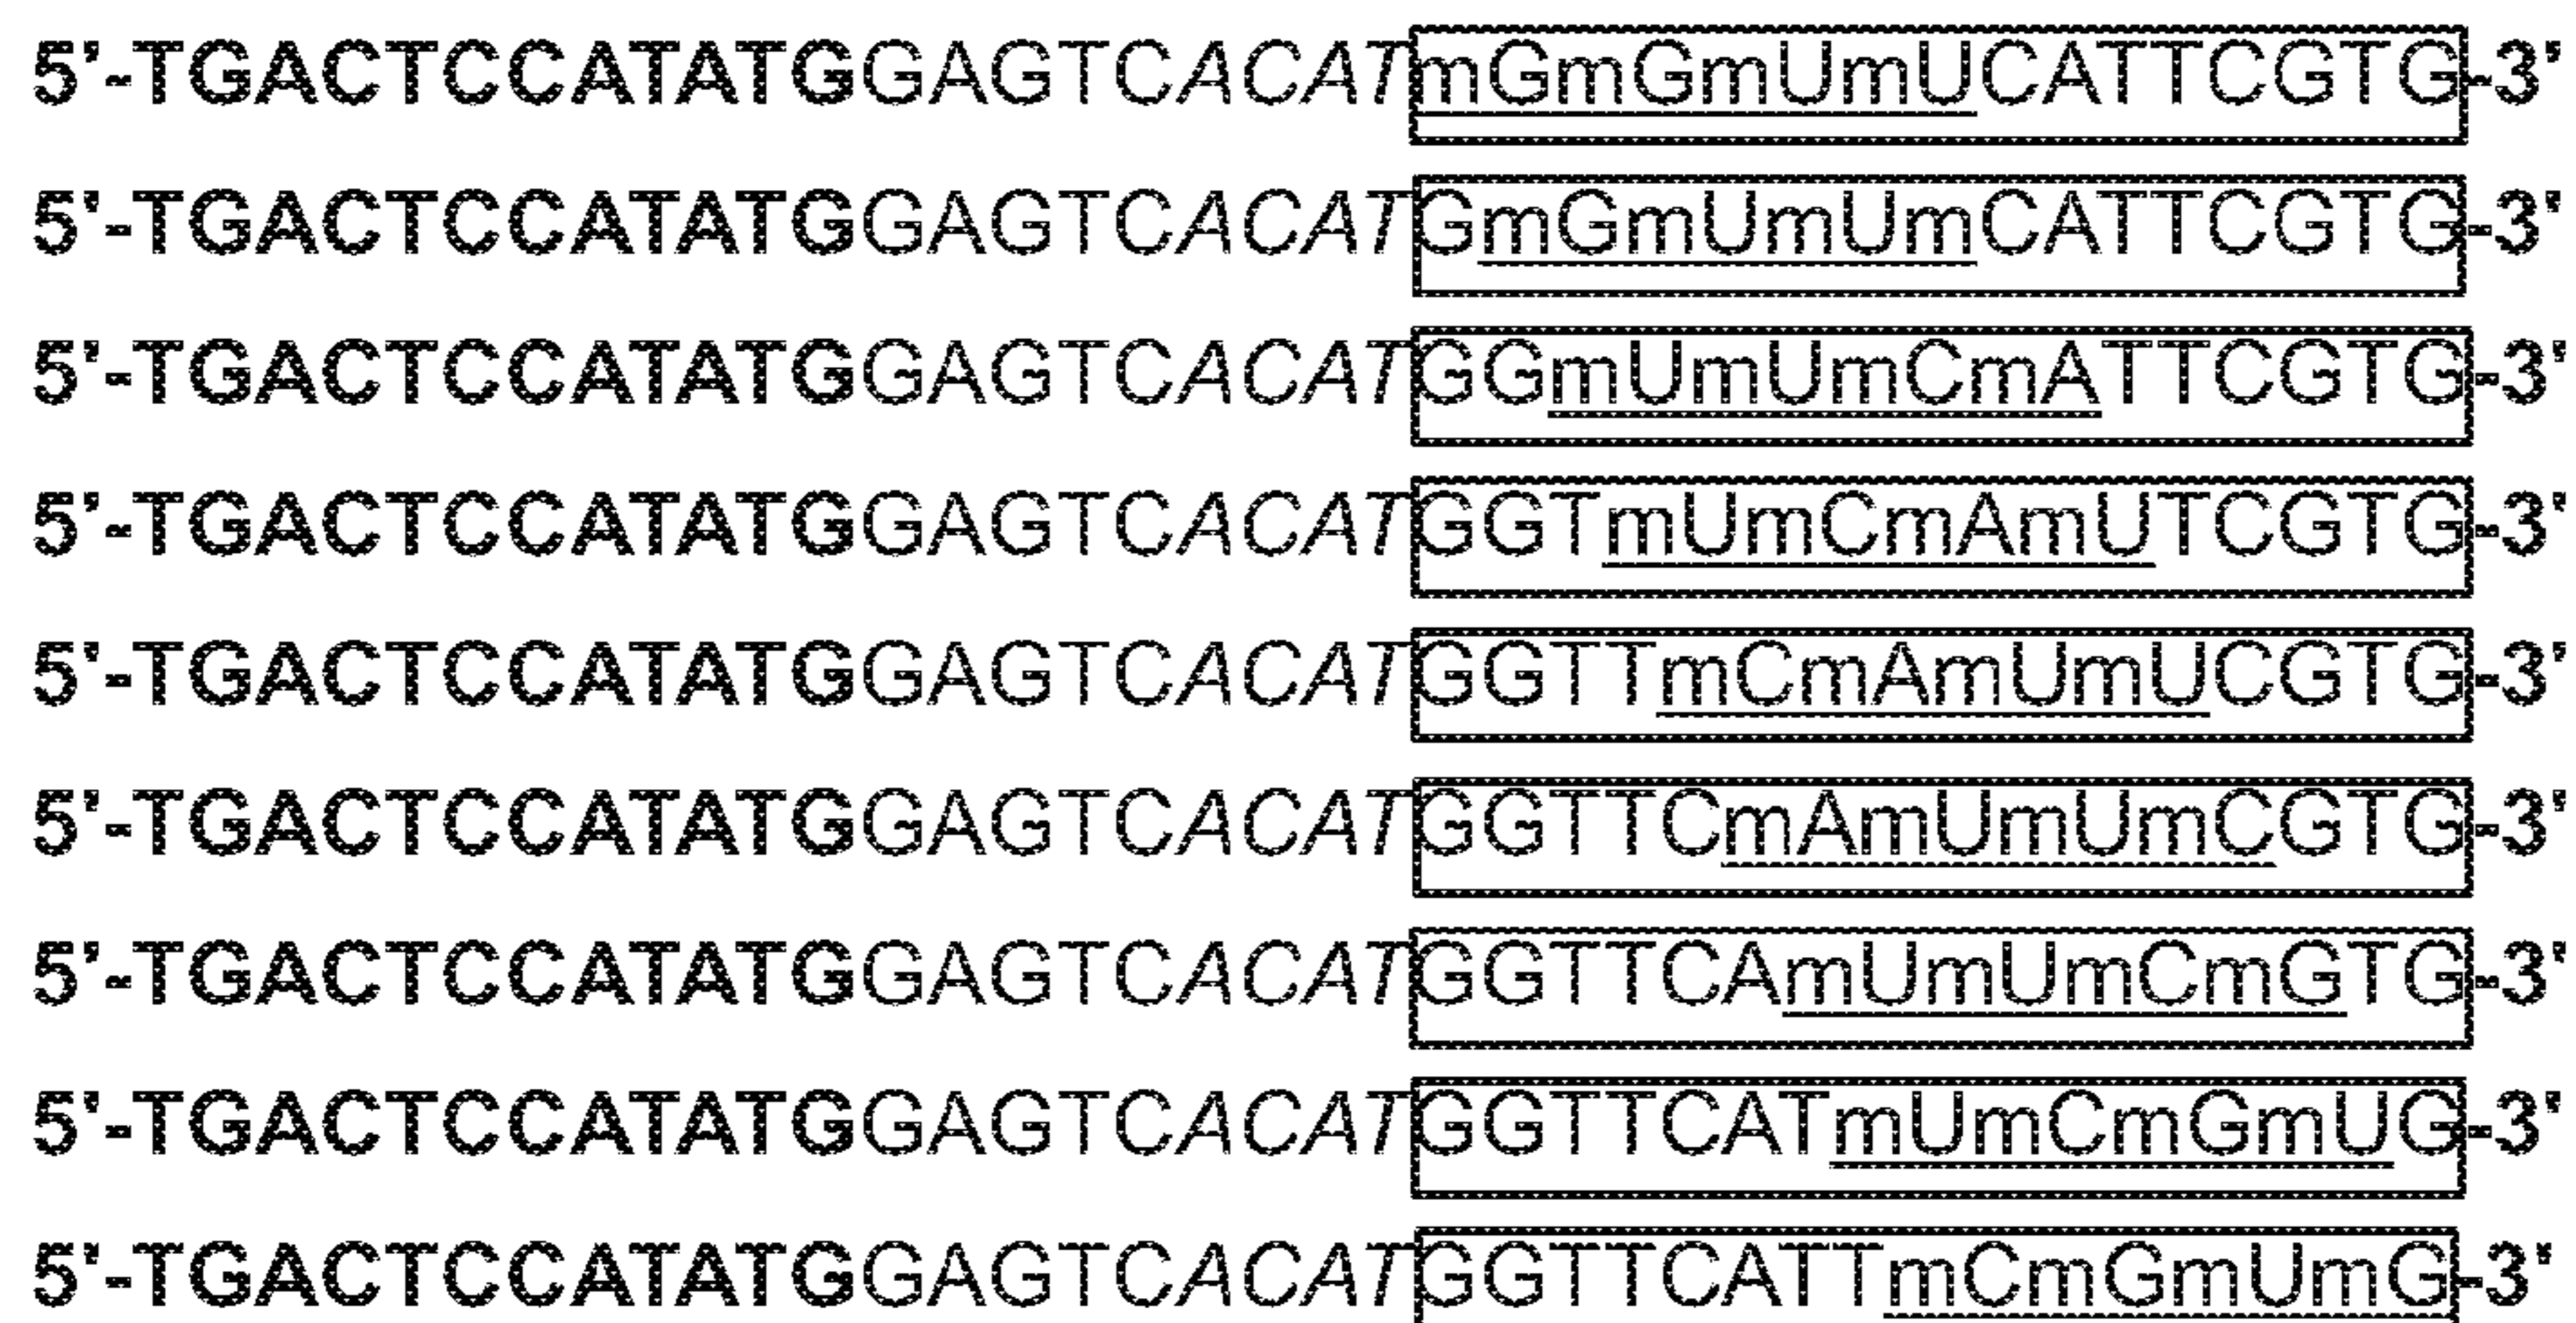 5'-TGACTCCATATGGAGTCACATmGmGmUmUCATTCGTG-3'
5'-TGACTCCATATGGAGTCACATGmGmUmUmCATTCGTG-3'
5'-TGACTCCATATGGAGTCACATGGmUmUmCmATTCGTG-3'
5'-TGACTCCATATGGAGTCACATGGTmUmCmAmUTCGTG-3'
5'-TGACTCCATATGGAGTCACATGGTTmCmAmUmUCGTG-3'
5'-TGACTCCATATGGAGTCACATGGTTCmAmUmUmCGTG-3'
5'-TGACTCCATATGGAGTCACATGGTTCAmUmUmCmGTG-3'
5'-TGACTCCATATGGAGTCACATGGTTCATmUmCmGmUG-3'
5'-TGACTCCATATGGAGTCACATGGTTCATTmCmGmUmG-3'